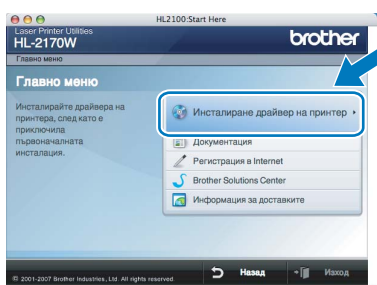 HL2100:Start Here
Laser Printer Utilities
HL-2170W
brother
Главно меню
Главно меню
Инсталирайте драйвера на
принтера, след като е
приключила
първоначалната
инсталация.
Инсталиране драйвер на принтер
Документация
Регистрация в Internet
Brother Solutions Center
Информация за доставките
© 2001-2007 Brother Industries, Ltd. All rights reserved.
Назад
Изход